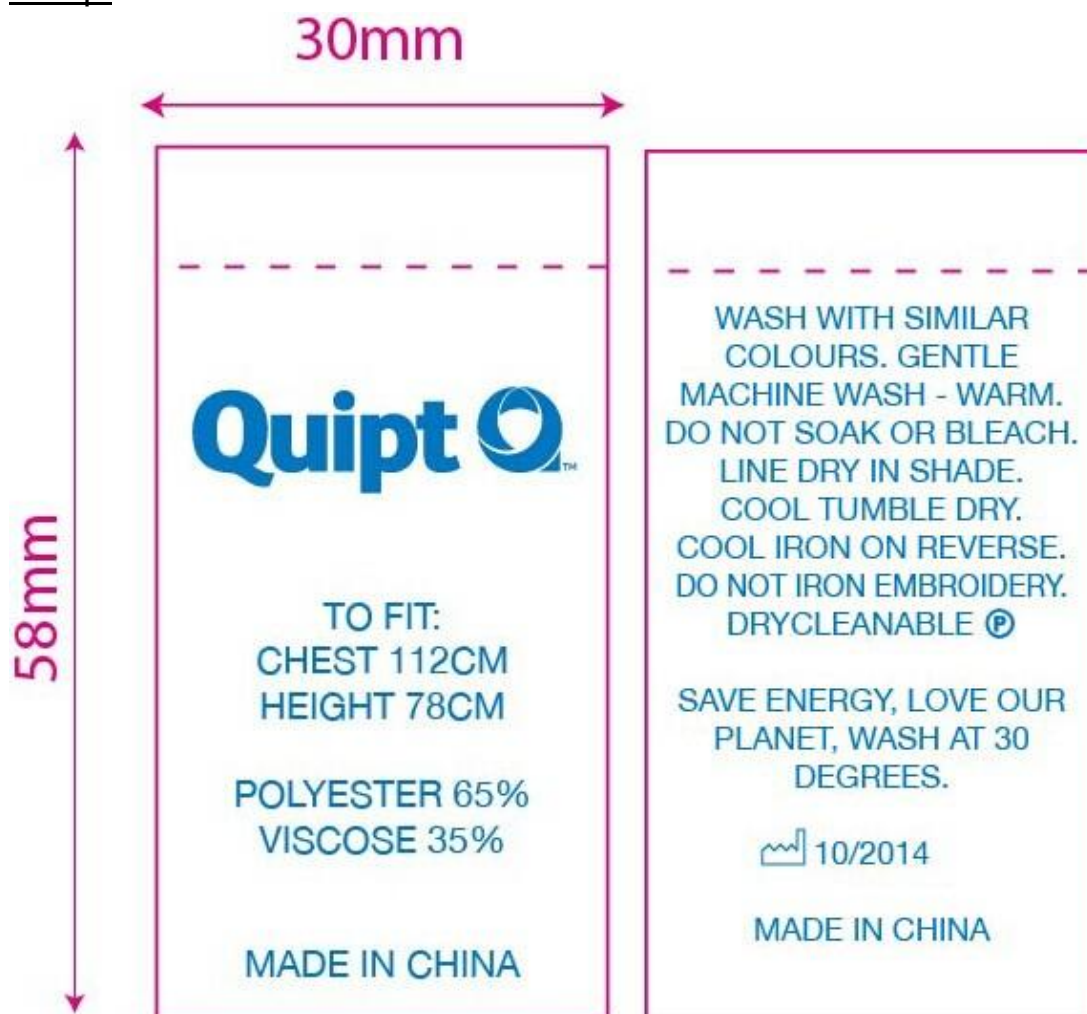 30mm
58mm
Quipt Q™
TO FIT:
CHEST 112CM
HEIGHT 78CM
POLYESTER 65%
VISCOSE 35%
MADE IN CHINA
WASH WITH SIMILAR
COLOURS. GENTLE
MACHINE WASH - WARM.
DO NOT SOAK OR BLEACH.
LINE DRY IN SHADE.
COOL TUMBLE DRY.
COOL IRON ON REVERSE.
DO NOT IRON EMBROIDERY.
DRYCLEANABLE Ⓟ
SAVE ENERGY, LOVE OUR
PLANET, WASH AT 30
DEGREES.
10/2014
MADE IN CHINA